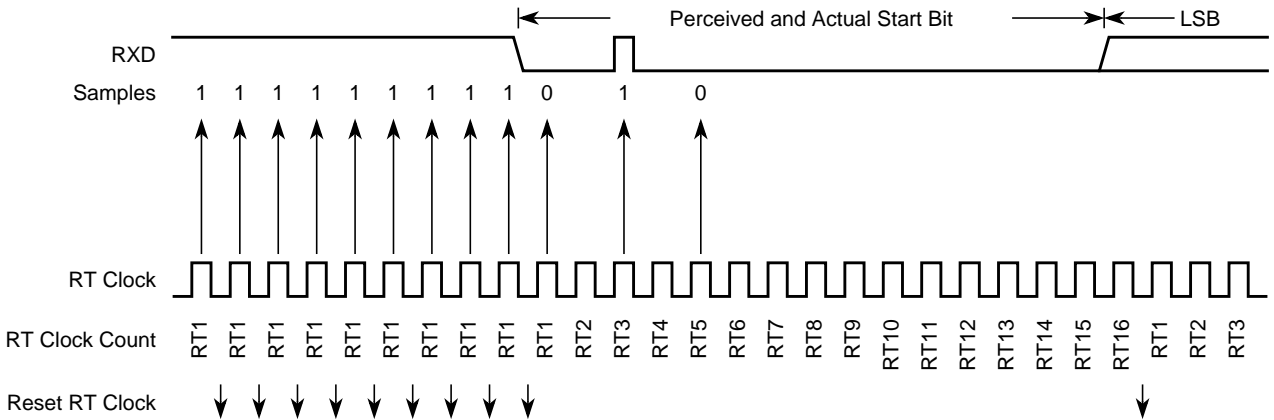 Perceived and Actual Start Bit LSB
RXD
Samples 1 1 1 1 1 1 1 1 1 0 1 0
RT Clock
RT Clock Count RT1 RT1 RT1 RT1 RT1 RT1 RT1 RT1 RT1 RT1 RT2 RT3 RT4 RT5 RT6 RT7 RT8 RT9 RT10 RT11 RT12 RT13 RT14 RT15 RT16 RT1 RT2 RT3
Reset RT Clock